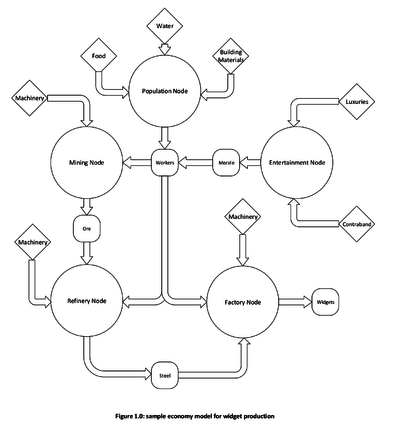 Water
Food
Building
Materials
Population Node
Machinery
Luxuries
Mining Node
Workers
Morale
Entertainment Node
Machinery
Contraband
Ore
Machinery
Refinery Node
Factory Node
Widgets
Steel
Figure 1.0: sample economy model for widget production